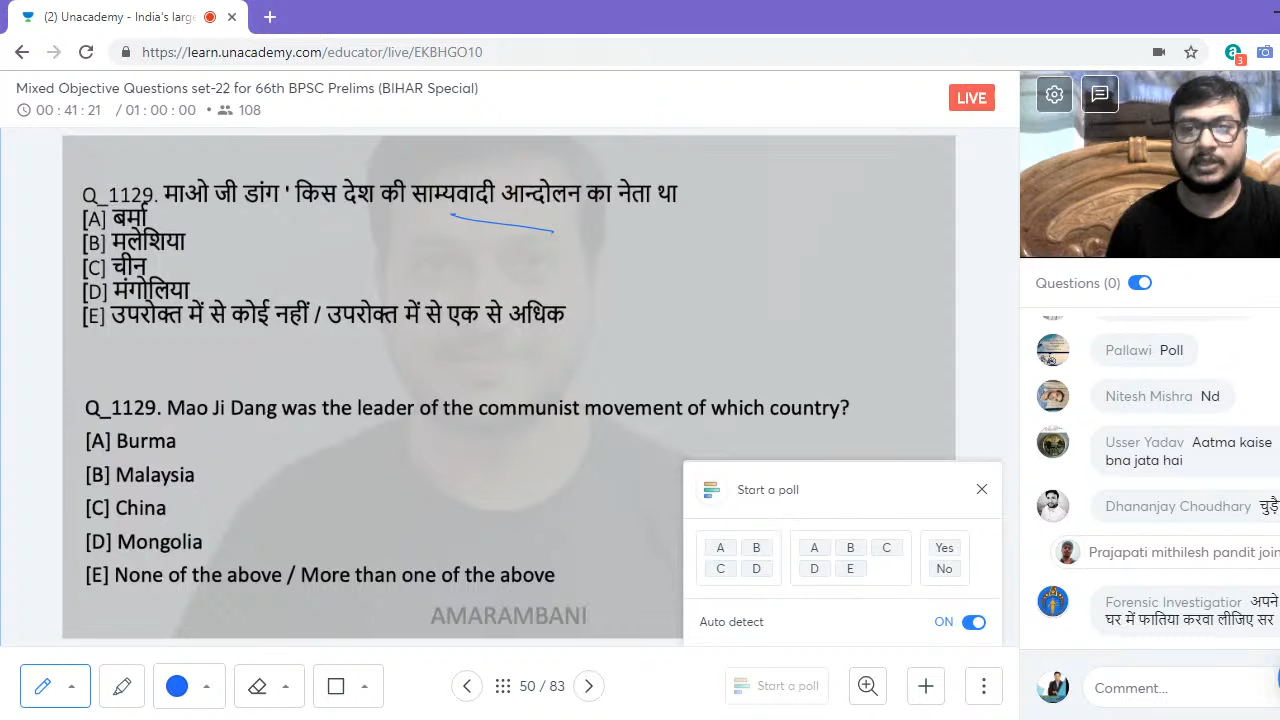 (2) Unacademy - India's larg
https://learn.unacademy.com/educator/live/EKBHGO10
3
Mixed Objective Questions set-22 for 66th BPSC Prelims (BIHAR Special)
00 : 41 : 21 / 01 : 00 : 00 • 108
LIVE
Q_1129. माओ जी डांग ' किस देश की साम्यवादी आन्दोलन का नेता था
[A] बर्मा
[B] मलेशिया
[C] चीन
[D] मंगोलिया
[E] उपरोक्त में से कोई नहीं / उपरोक्त में से एक से अधिक
Q_1129. Mao Ji Dang was the leader of the communist movement of which country?
[A] Burma
[B] Malaysia
[C] China
[D] Mongolia
[E] None of the above / More than one of the above
AMARAMBANI
Start a poll
A B
C D
A B C
D E
Yes
No
Auto detect ON
Questions (0)
Pallawi Poll
Nitesh Mishra Nd
Usser Yadav Aatma kaise
bna jata hai
Dhananjay Choudhary चुड़ै
Prajapati mithilesh pandit join
Forensic Investigatior अपने
घर में फातिया करवा लीजिए सर
50 / 83
Start a poll
Comment...